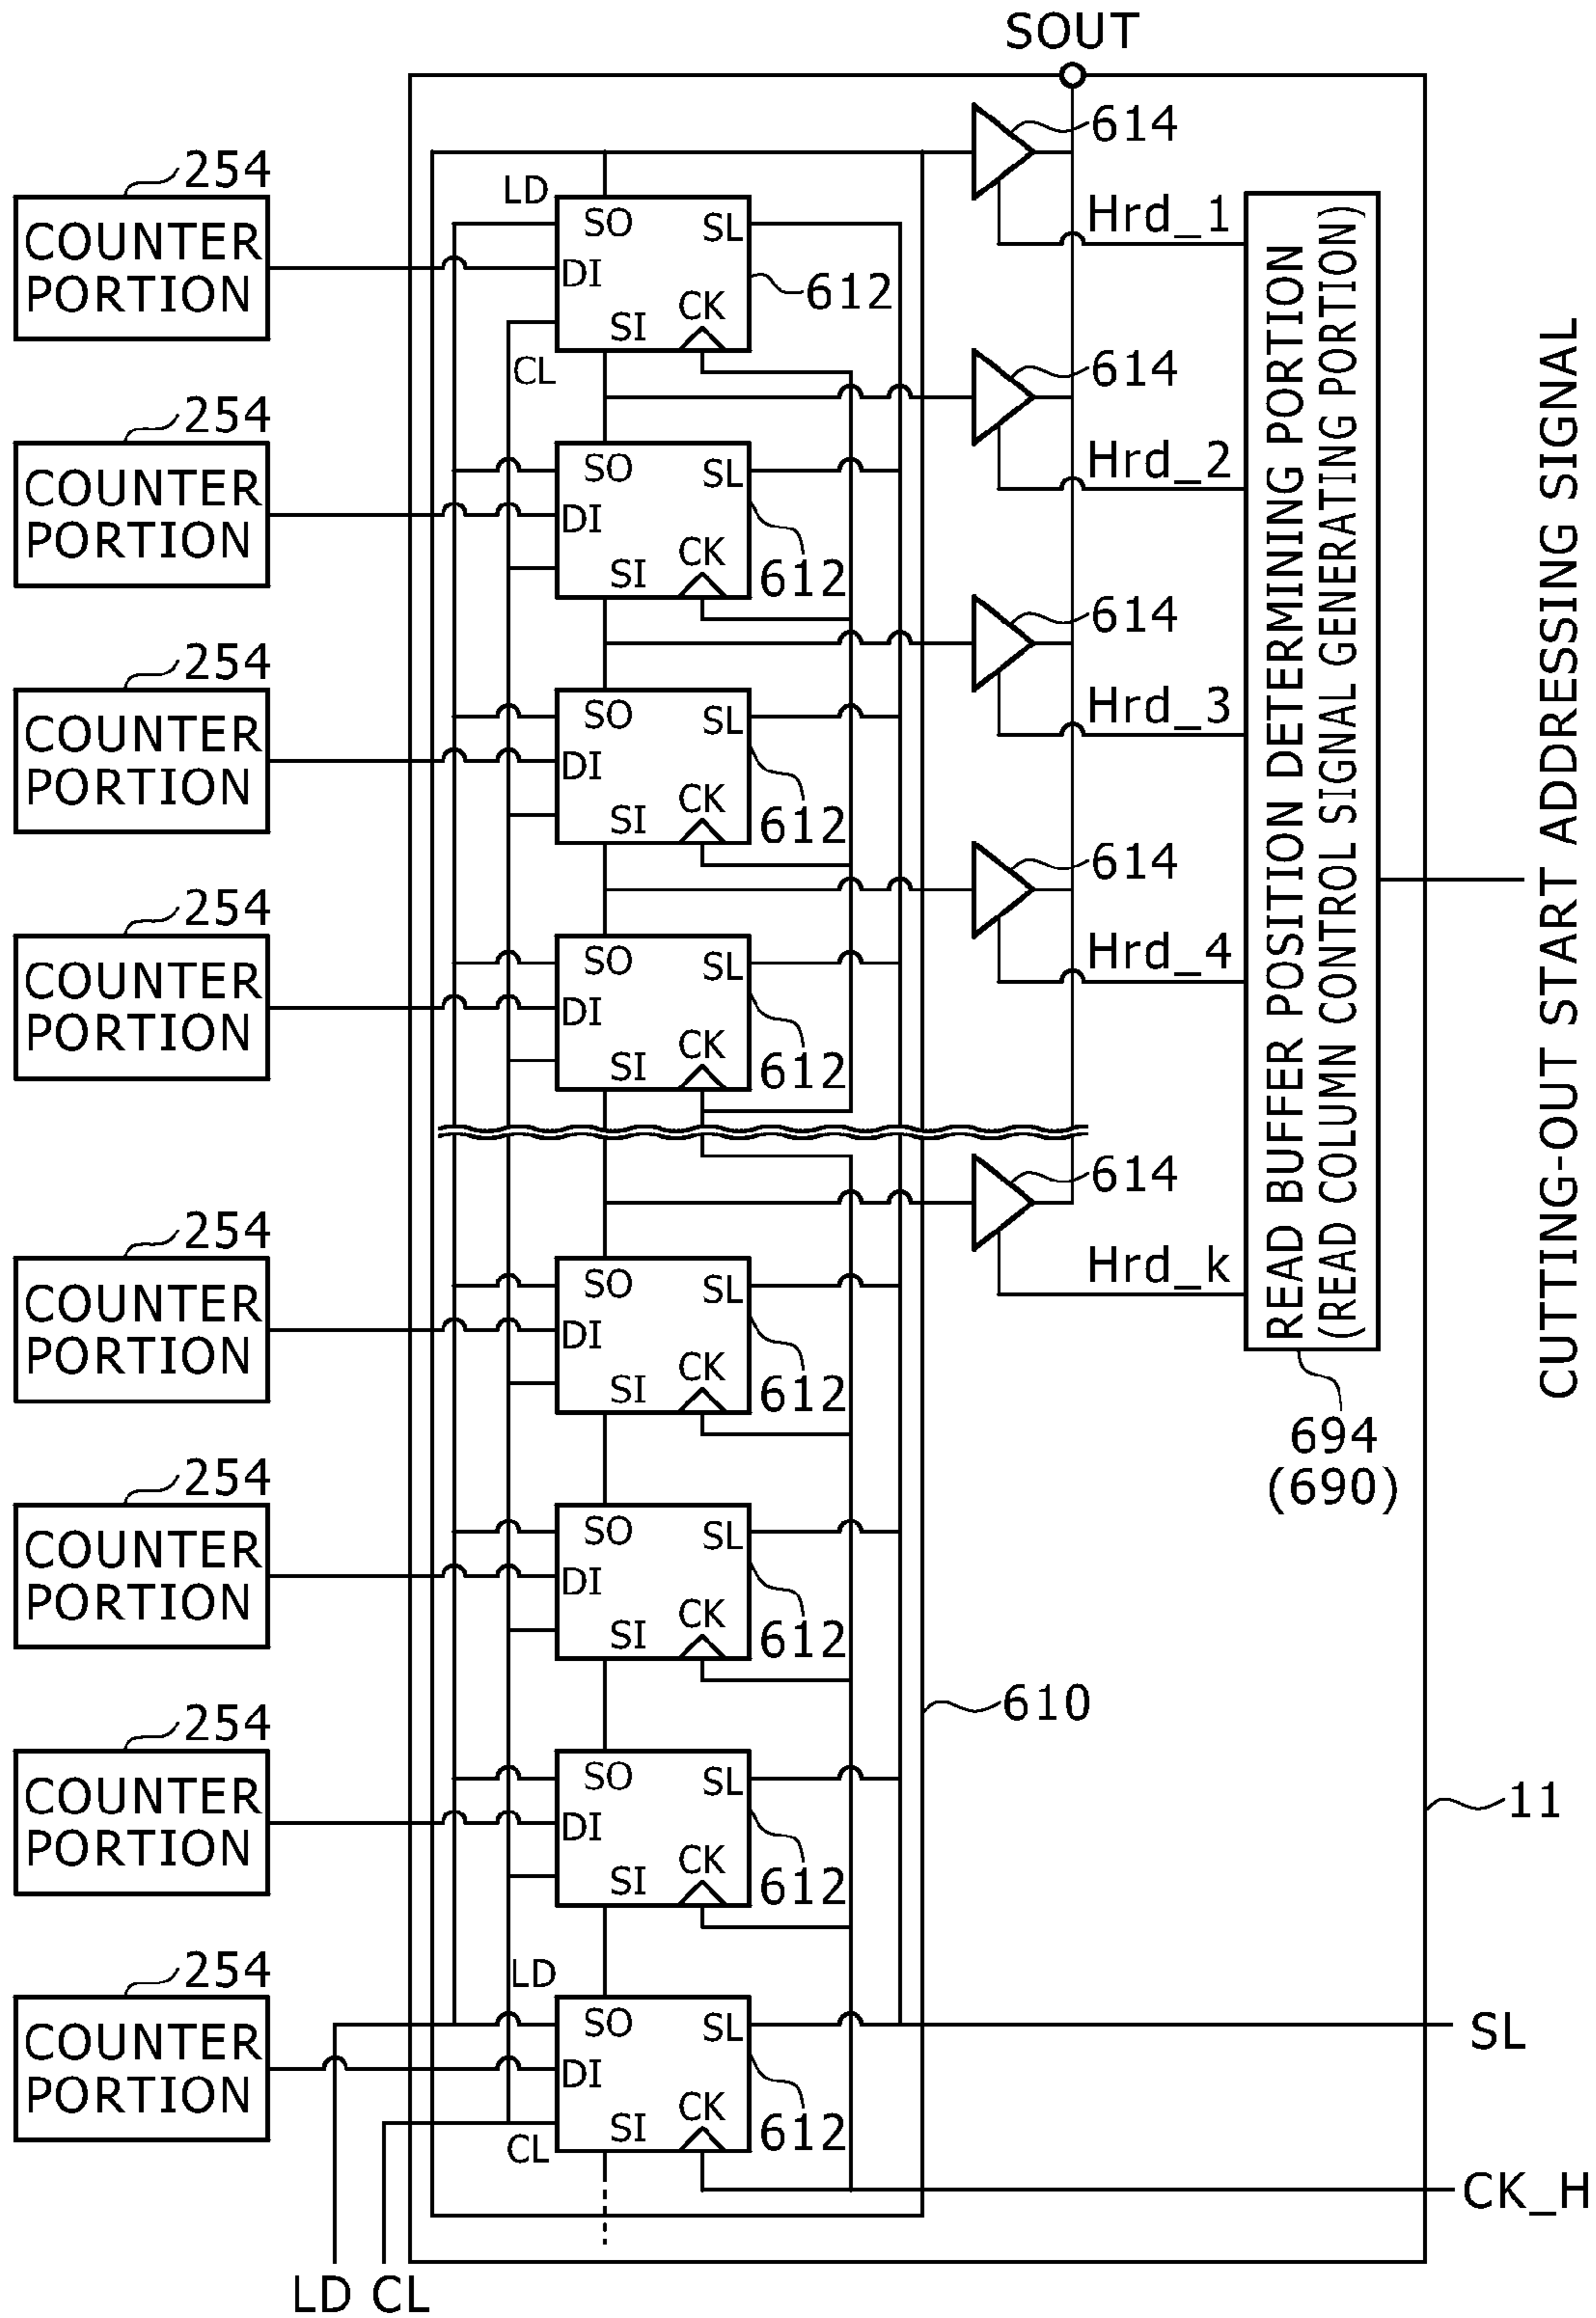 SOUT
614
254
COUNTER
PORTION
LD
SO
SL
DI
CK
SI
612
Hrd_1
CL
614
254
COUNTER
PORTION
SO
SL
DI
CK
SI
612
Hrd_2
614
254
COUNTER
PORTION
SO
SL
DI
CK
SI
612
Hrd_3
614
254
COUNTER
PORTION
SO
SL
DI
CK
SI
612
Hrd_4
614
254
COUNTER
PORTION
SO
SL
DI
CK
SI
612
Hrd_k
READ BUFFER POSITION DETERMINING PORTION
(READ COLUMN CONTROL SIGNAL GENERATING PORTION)
CUTTING-OUT START ADDRESSING SIGNAL
694
(690)
254
COUNTER
PORTION
SO
SL
DI
CK
SI
612
610
254
COUNTER
PORTION
SO
SL
DI
CK
SI
612
11
254
COUNTER
PORTION
LD
SO
SL
DI
CK
SI
612
CL
SL
CK_H
LD
CL